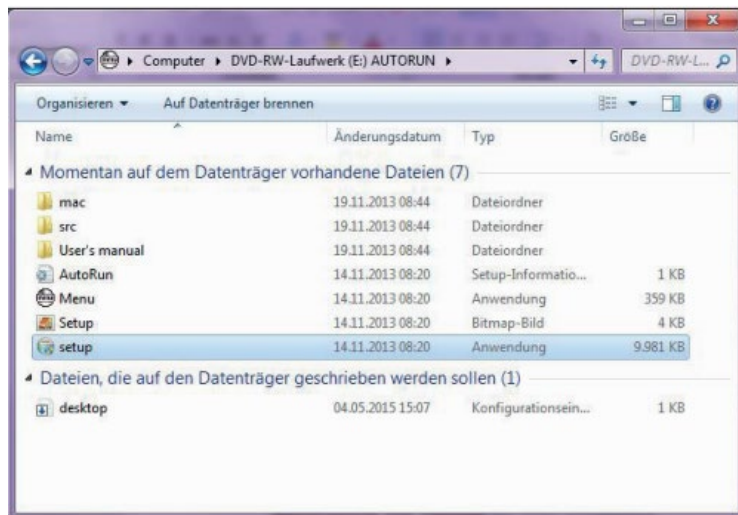 Computer ▸ DVD-RW-Laufwerk (E:) AUTORUN ▸ DVD-RW-L...
Organisieren Auf Datenträger brennen
Name Änderungsdatum Typ Größe
Momentan auf dem Datenträger vorhandene Dateien (7)
mac 19.11.2013 08:44 Dateiordner
src 19.11.2013 08:44 Dateiordner
User's manual 19.11.2013 08:44 Dateiordner
AutoRun 14.11.2013 08:20 Setup-Informatio... 1 KB
Menu 14.11.2013 08:20 Anwendung 359 KB
Setup 14.11.2013 08:20 Bitmap-Bild 4 KB
setup 14.11.2013 08:20 Anwendung 9.981 KB
Dateien, die auf den Datenträger geschrieben werden sollen (1)
desktop 04.05.2015 15:07 Konfigurationsein... 1 KB